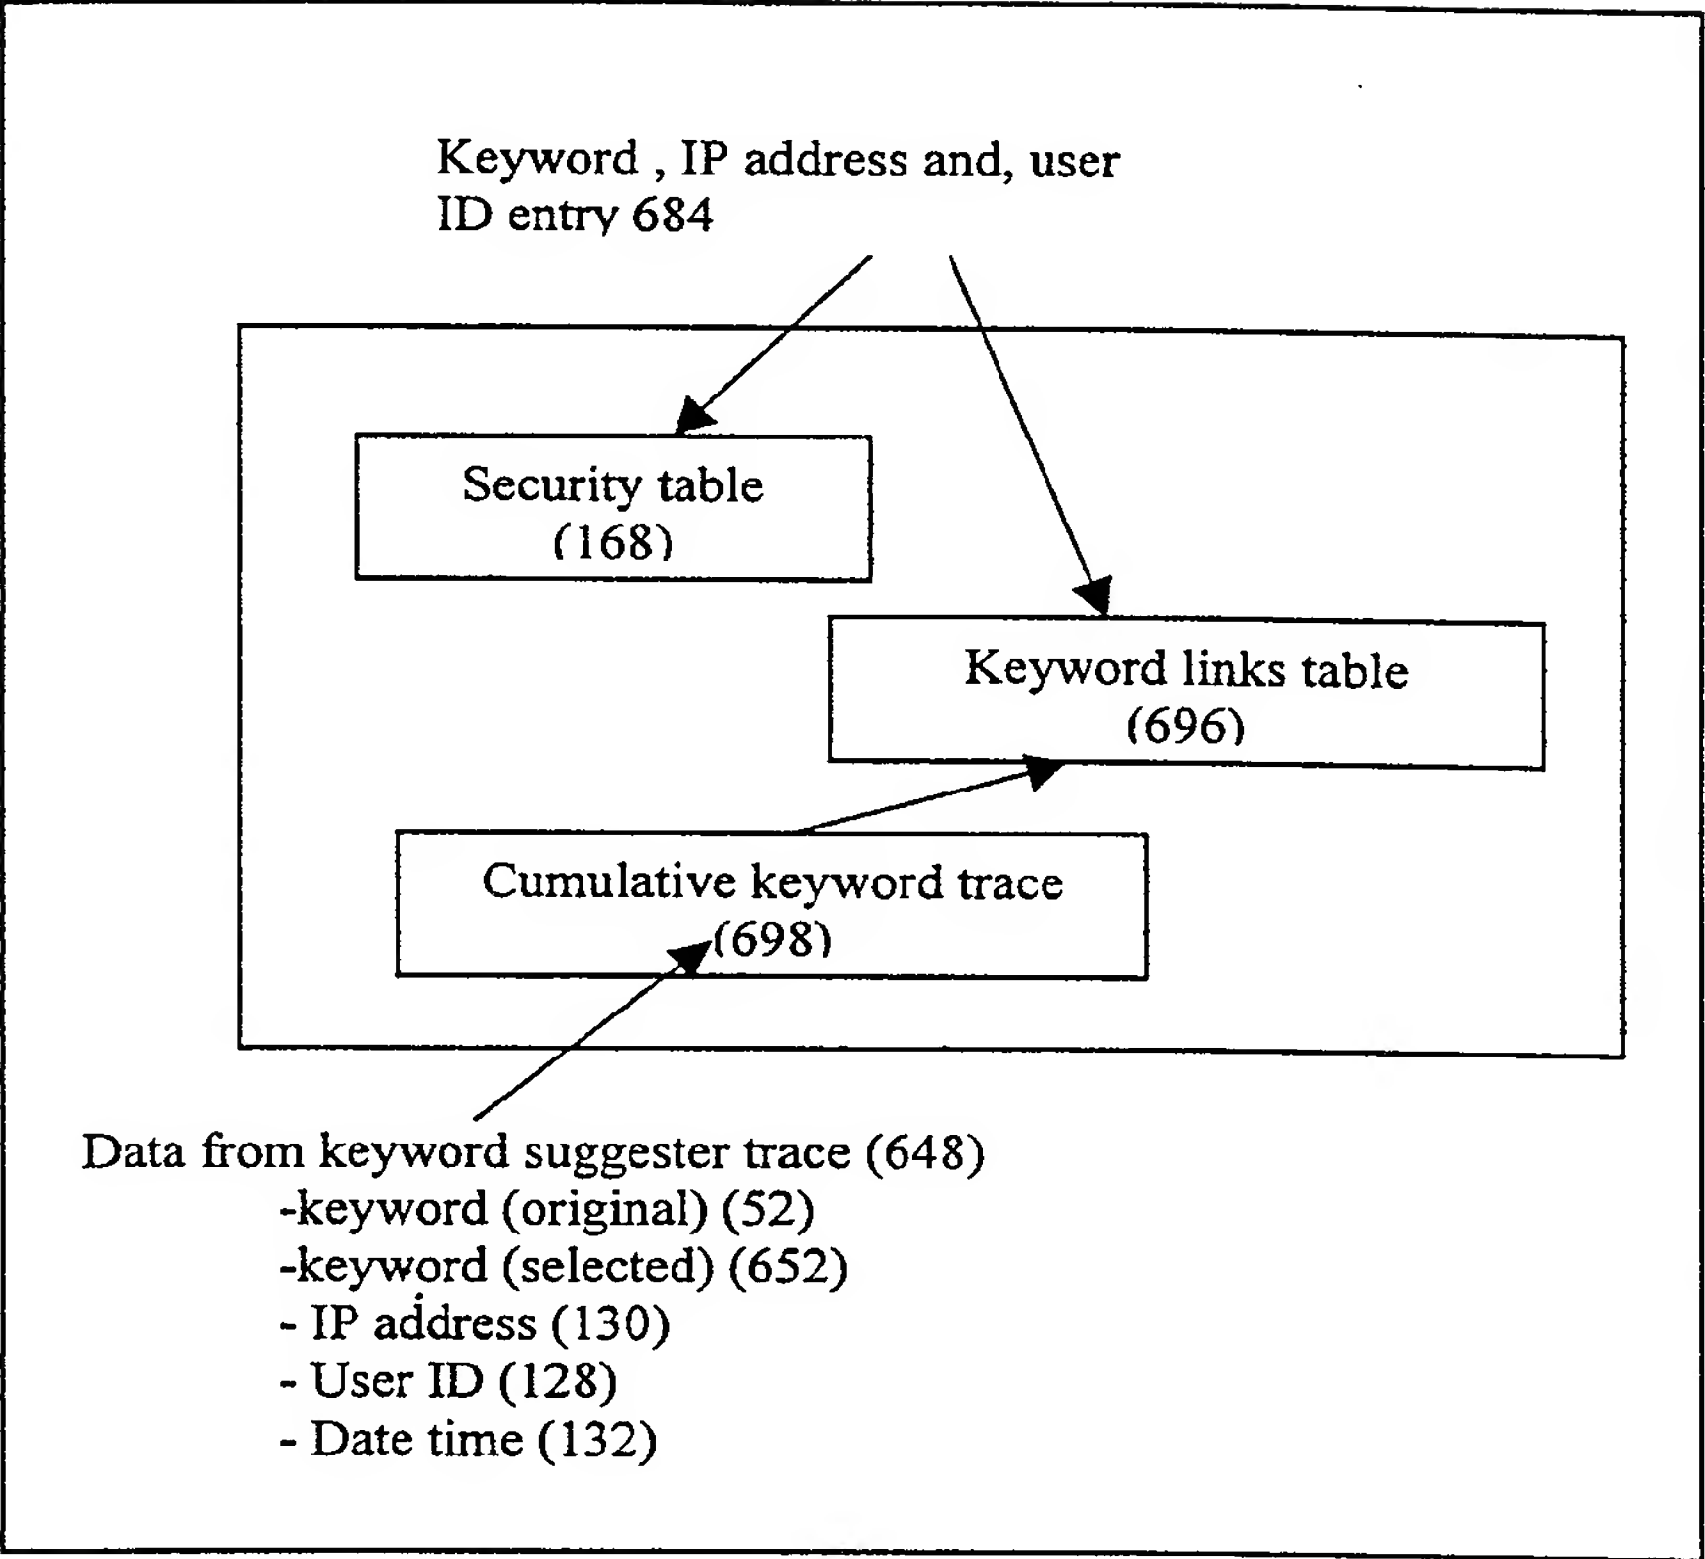 Keyword , IP address and, user
ID entry 684
Security table
(168)
Keyword links table
(696)
Cumulative keyword trace
(698)
Data from keyword suggester trace (648)
-keyword (original) (52)
-keyword (selected) (652)
- IP address (130)
- User ID (128)
- Date time (132)